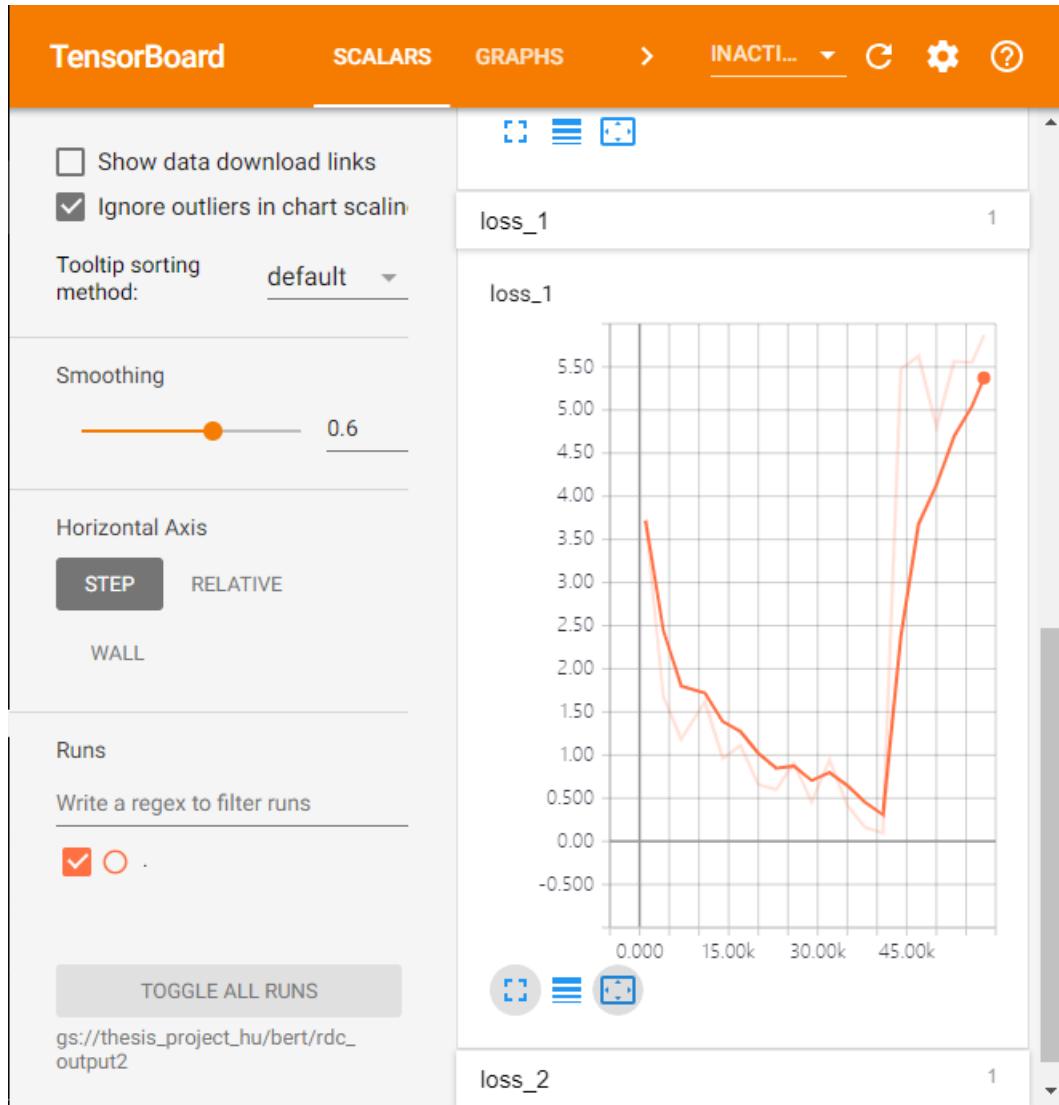 TensorBoard SCALARS GRAPHS INACTI...
Show data download links
Ignore outliers in chart scalin
Tooltip sorting
method:
default
Smoothing
0.6
Horizontal Axis
STEP RELATIVE
WALL
Runs
Write a regex to filter runs
.
TOGGLE ALL RUNS
gs://thesis_project_hu/bert/rdc_
output2
loss_1 1
loss_1
5.50
5.00
4.50
4.00
3.50
3.00
2.50
2.00
1.50
1.00
0.500
0.00
-0.500
0.000 15.00k 30.00k 45.00k
loss_2 1